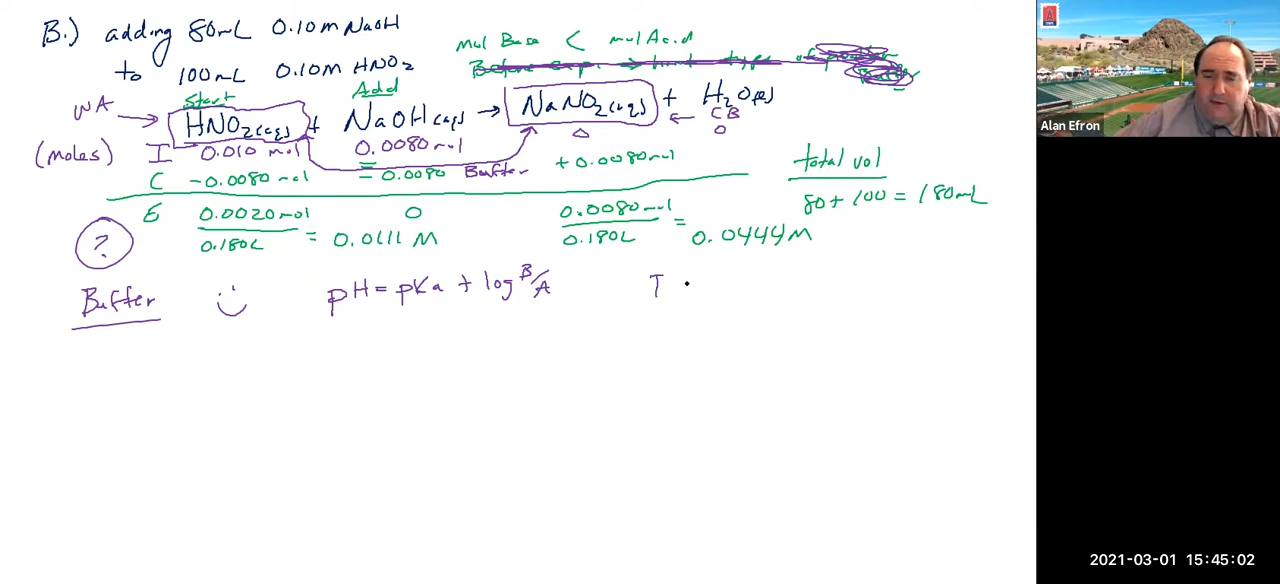 B.) adding 80mL 0.10m NaOH
to 100mL 0.10M HNO2
mol Base < mol Acid
WA → Start HNO2(aq) + Add NaOH(aq) → NaNO2(aq) + H2O(l)
← CB
(moles) I 0.010 mol 0.0080 mol 0
C -0.0080 mol = 0.0080 Buffer +0.0080 mol
E 0.0020 mol 0 0.0080 mol
0.180L = 0.0111 M 0.180L = 0.0444M
total vol
80 + 100 = 180mL
?
Buffer pH = pKa + log B/A I
Alan Efron
2021-03-01 15:45:02